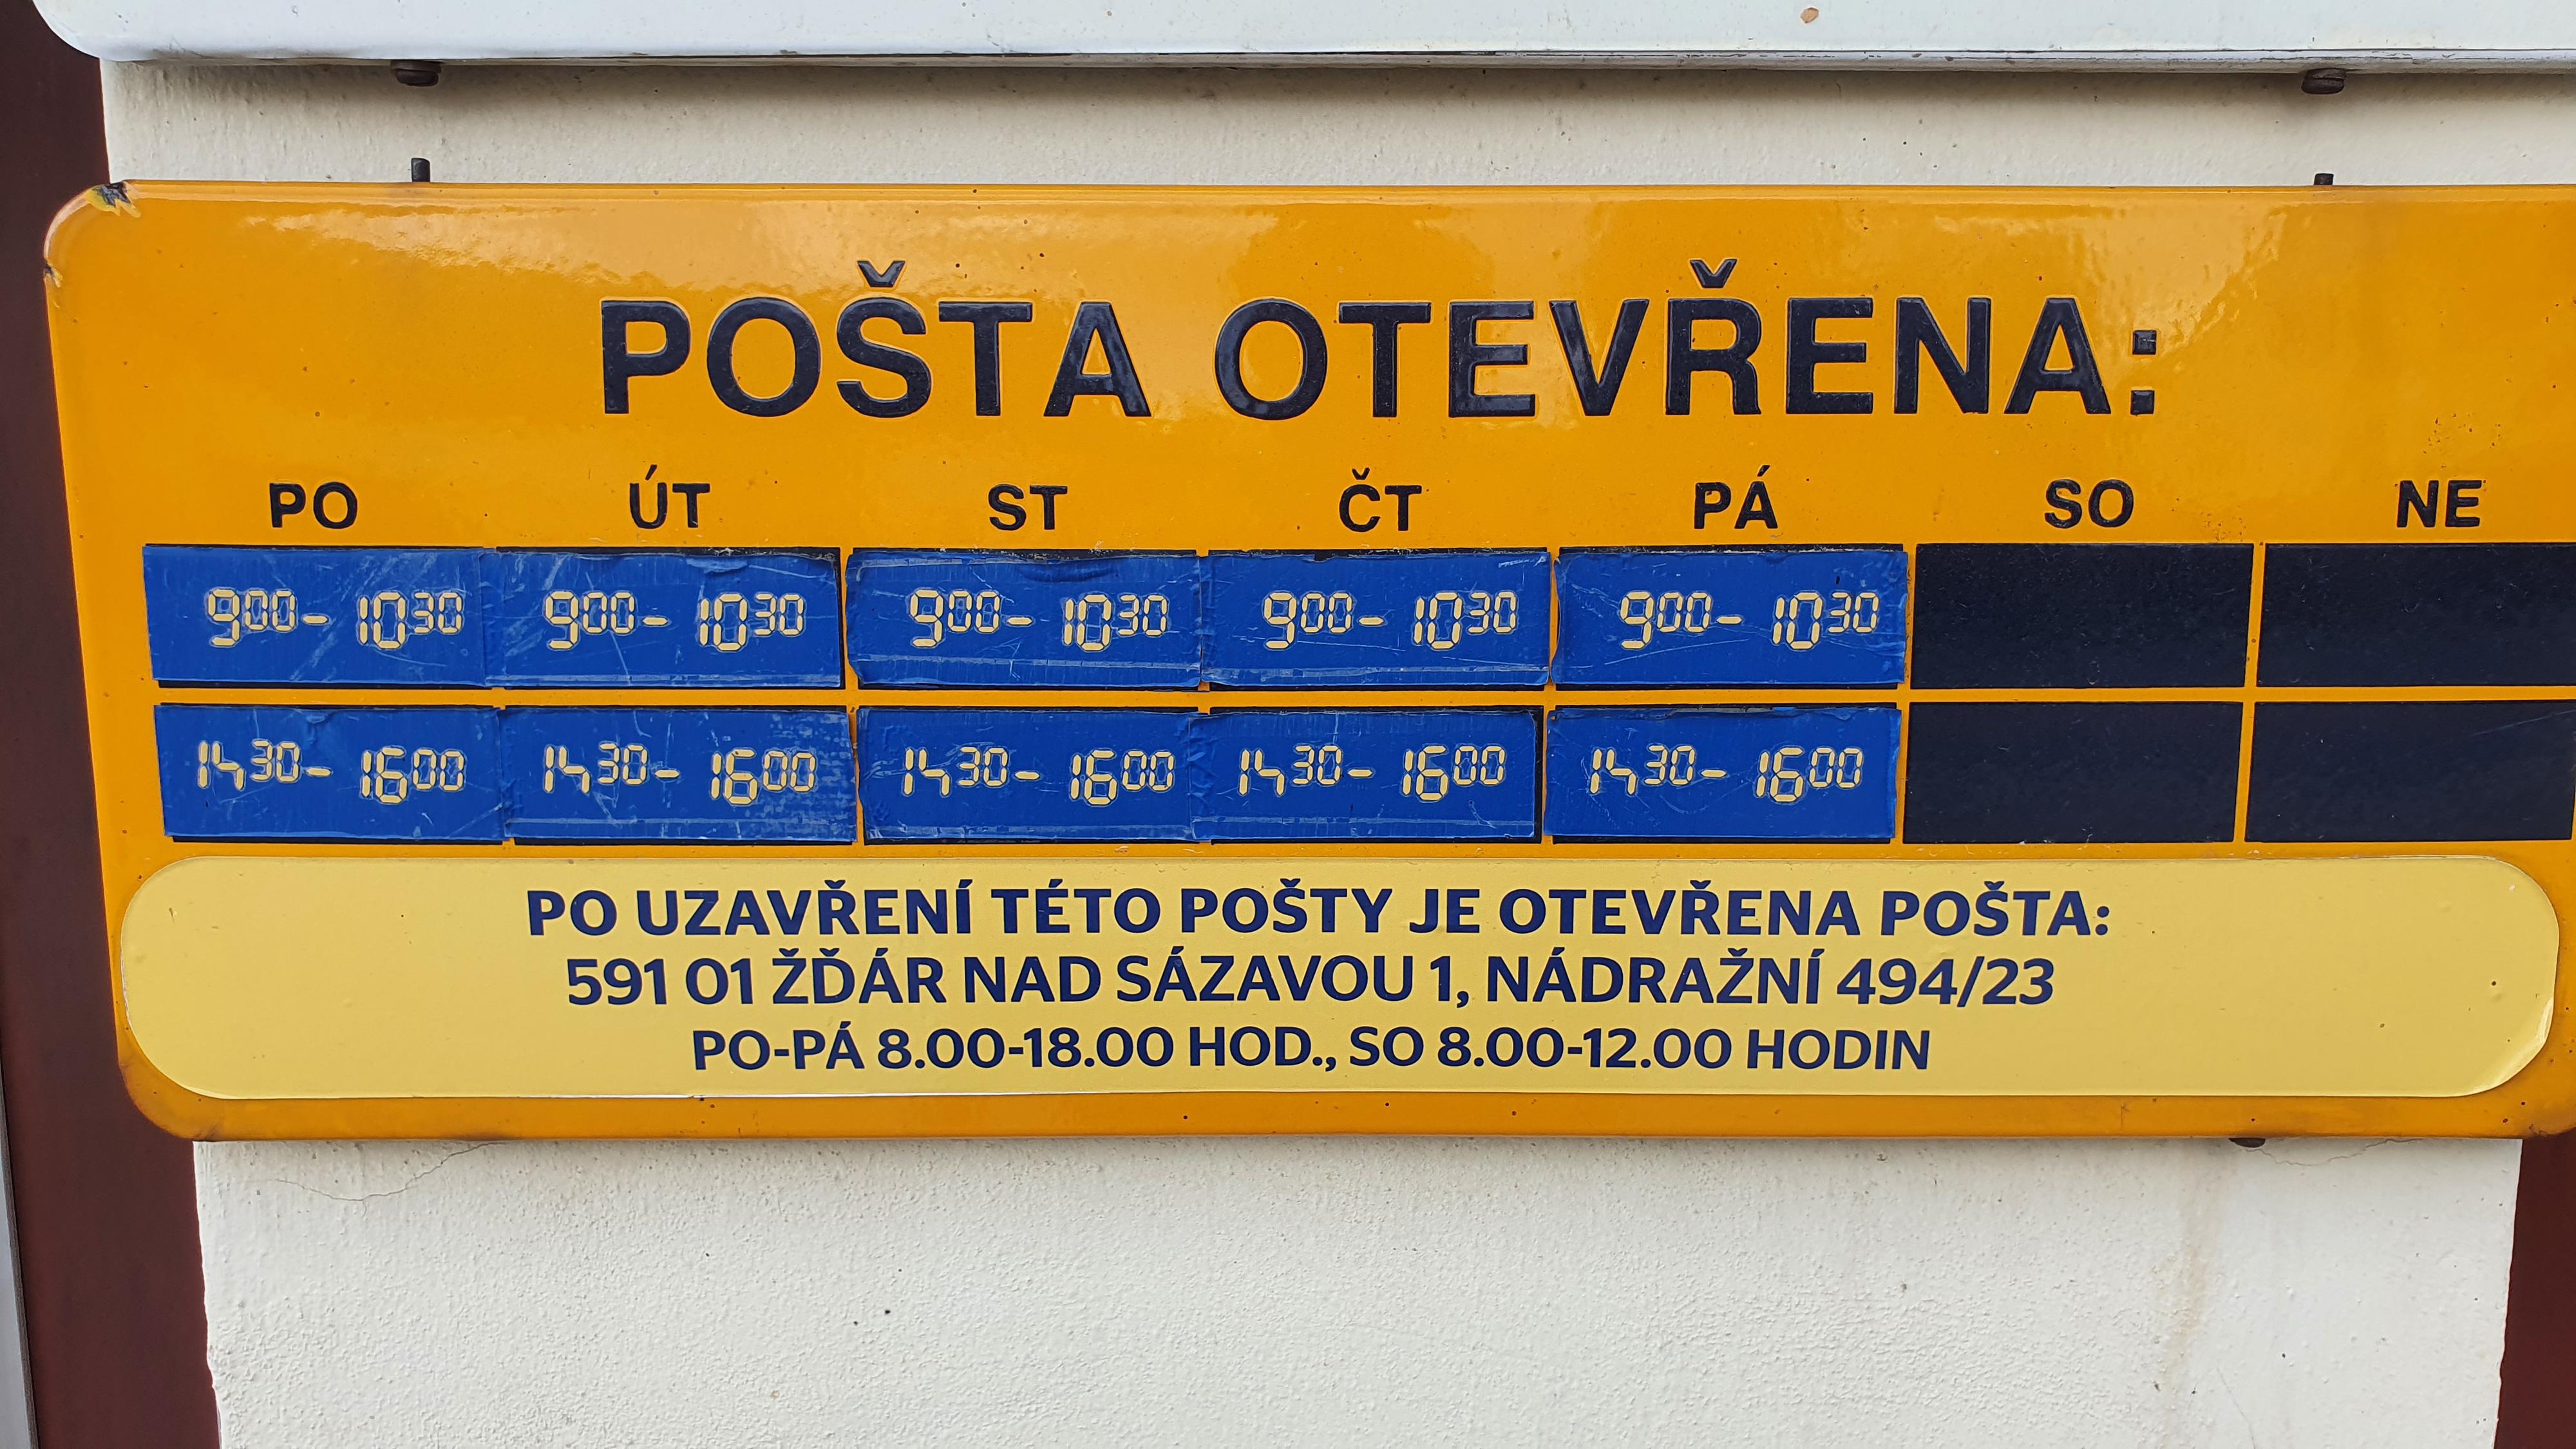 POŠTA OTEVŘENA:
PO ÚT ST ČT PÁ SO NE
900- 1030 900- 1030 900- 1030 900- 1030 900- 1030
1430- 1600 1430- 1600 1430- 1600 1430- 1600 1430- 1600
PO UZAVŘENÍ TÉTO POŠTY JE OTEVŘENA POŠTA:
591 01 ŽĎÁR NAD SÁZAVOU 1, NÁDRAŽNÍ 494/23
PO-PÁ 8.00-18.00 HOD., SO 8.00-12.00 HODIN